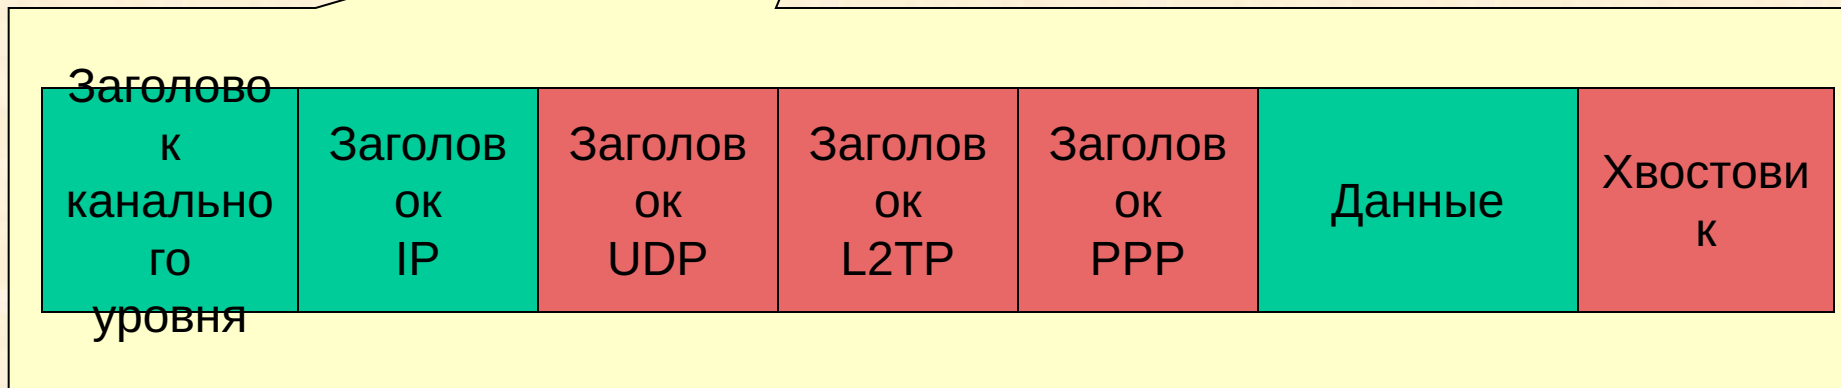 Заголово
к
канально
го
уровня
Заголов
ок
IP
Заголов
ок
UDP
Заголов
ок
L2TP
Заголов
ок
PPP
Данные
Хвостови
к